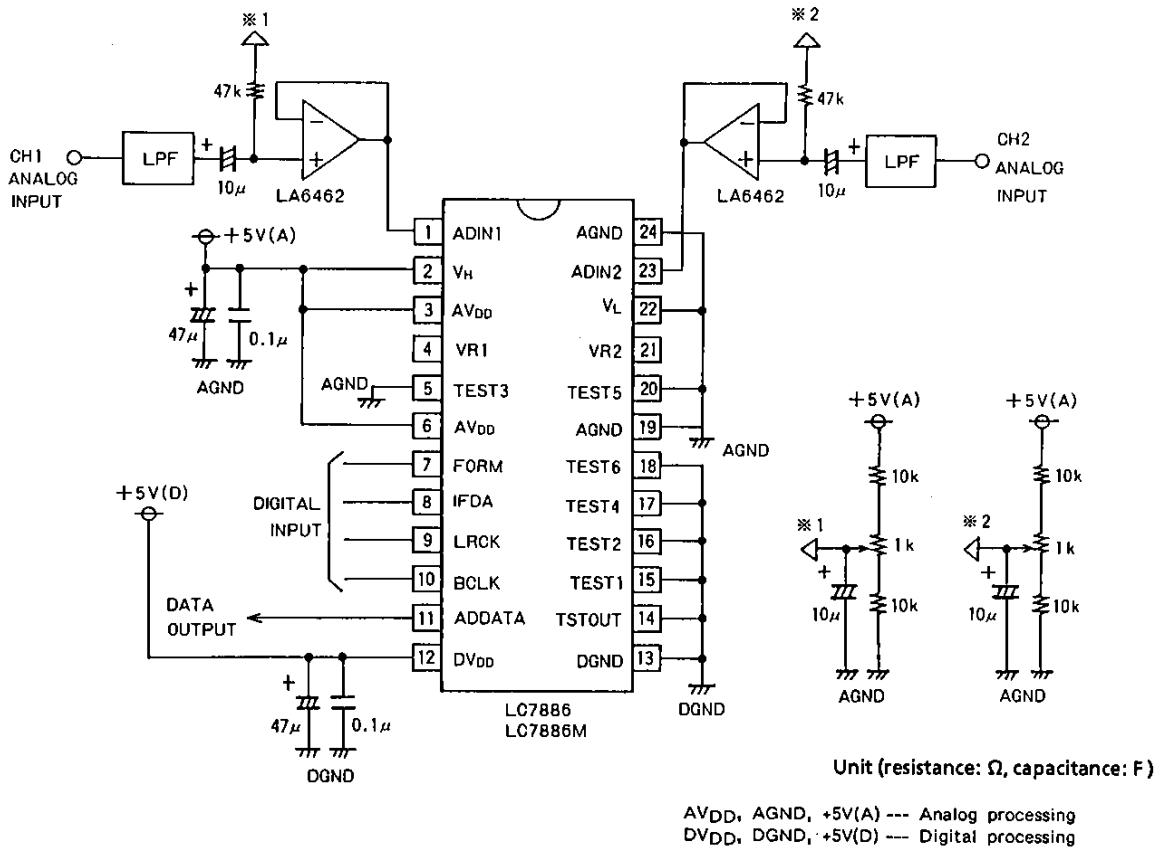 ※1
※2
47k
47k
CH1
ANALOG
INPUT
LPF
+
10μ
−
+
LA6462
−
+
LA6462
+
10μ
LPF
CH2
ANALOG
INPUT
+5V(A)
+
47μ
0.1μ
AGND
AGND
+5V(D)
DIGITAL
INPUT
DATA
OUTPUT
+
47μ
0.1μ
DGND
1 ADIN1
2 VH
3 AVDD
4 VR1
5 TEST3
6 AVDD
7 FORM
8 IFDA
9 LRCK
10 BCLK
11 ADDATA
12 DVDD
AGND 24
ADIN2 23
VL 22
VR2 21
TEST5 20
AGND 19
TEST6 18
TEST4 17
TEST2 16
TEST1 15
TSTOUT 14
DGND 13
LC7886
LC7886M
AGND
DGND
+5V(A)
10k
※1
1k
+
10μ
10k
AGND
+5V(A)
10k
※2
1k
+
10μ
10k
AGND
Unit (resistance: Ω, capacitance: F)
AVDD, AGND, +5V(A) --- Analog processing
DVDD, DGND, +5V(D) --- Digital processing